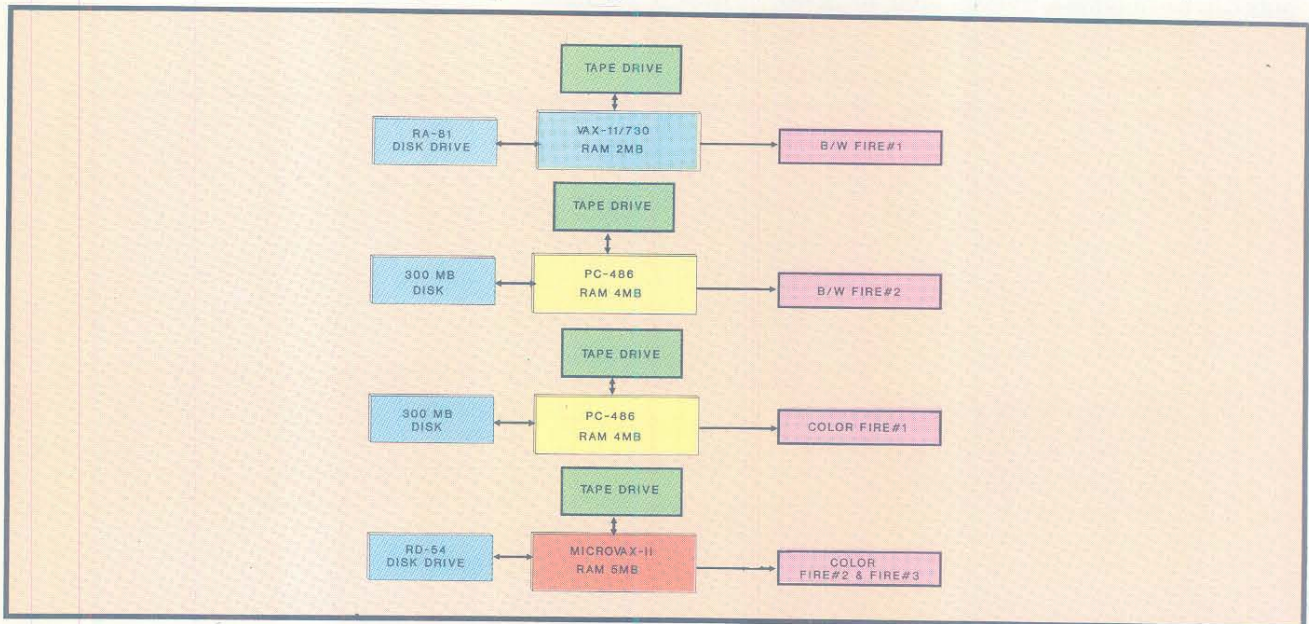 TAPE DRIVE
RA-81
DISK DRIVE
VAX-11/730
RAM 2MB
B/W FIRE#1
TAPE DRIVE
300 MB
DISK
PC-486
RAM 4MB
B/W FIRE#2
TAPE DRIVE
300 MB
DISK
PC-486
RAM 4MB
COLOR FIRE#1
TAPE DRIVE
RD-54
DISK DRIVE
MICROVAX-II
RAM 5MB
COLOR
FIRE#2 & FIRE#3